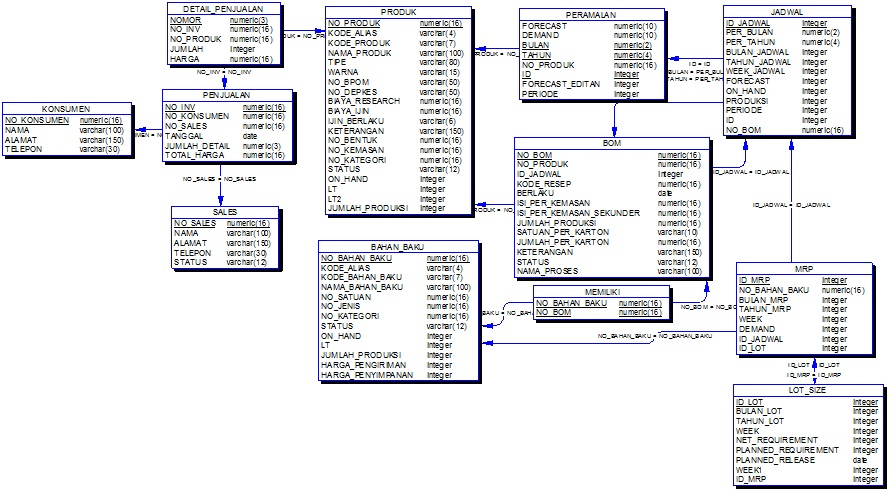 DETAIL_PENJUALAN
NOMOR numeric(3)
NO_INV numeric(16)
NO_PRODUK numeric(16)
JUMLAH Integer
HARGA numeric(16)
NO_INV = NO_INV
PRODUK
NO_PRODUK numeric(16)
KODE_ALIAS varchar(4)
KODE_PRODUK varchar(7)
NAMA_PRODUK varchar(100)
TIPE varchar(80)
WARNA varchar(15)
NO_BPOM varchar(50)
NO_DEPKES varchar(50)
BIAYA_RESEARCH numeric(16)
BIAYA_IJIN numeric(16)
IJIN_BERLAKU varchar(6)
KETERANGAN varchar(150)
NO_BENTUK numeric(16)
NO_KEMASAN numeric(16)
NO_KATEGORI numeric(16)
STATUS varchar(12)
ON_HAND Integer
LT Integer
LT2 Integer
JUMLAH_PRODUKSI Integer
PERAMALAN
FORECAST numeric(10)
DEMAND numeric(10)
BULAN numeric(2)
TAHUN numeric(4)
NO_PRODUK numeric(16)
ID Integer
FORECAST_EDITAN Integer
PERIODE Integer
ID = ID
JADWAL
ID_JADWAL Integer
PER_BULAN numeric(2)
PER_TAHUN numeric(4)
BULAN_JADWAL Integer
TAHUN_JADWAL Integer
WEEK_JADWAL Integer
FORECAST Integer
ON_HAND Integer
PRODUKSI Integer
PERIODE Integer
ID Integer
NO_BOM numeric(16)
KONSUMEN
NO_KONSUMEN numeric(16)
NAMA varchar(100)
ALAMAT varchar(150)
TELEPON varchar(30)
PENJUALAN
NO_INV numeric(16)
NO_KONSUMEN numeric(16)
NO_SALES numeric(16)
TANGGAL date
JUMLAH_DETAIL numeric(3)
TOTAL_HARGA numeric(16)
NO_SALES = NO_SALES
SALES
NO_SALES numeric(16)
NAMA varchar(100)
ALAMAT varchar(150)
TELEPON varchar(30)
STATUS varchar(12)
BOM
NO_BOM numeric(16)
NO_PRODUK numeric(16)
ID_JADWAL Integer
KODE_RESEP numeric(16)
BERLAKU date
ISI_PER_KEMASAN numeric(16)
ISI_PER_KEMASAN_SEKUNDER numeric(16)
JUMLAH_PRODUKSI numeric(16)
SATUAN_PER_KARTON varchar(10)
JUMLAH_PER_KARTON numeric(16)
KETERANGAN varchar(150)
STATUS varchar(12)
NAMA_PROSES varchar(100)
ID_JADWAL = ID_JADWAL
ID_JADWAL = ID_JADWAL
BAHAN_BAKU
NO_BAHAN_BAKU numeric(16)
KODE_ALIAS varchar(4)
KODE_BAHAN_BAKU varchar(7)
NAMA_BAHAN_BAKU varchar(100)
NO_SATUAN numeric(16)
NO_JENIS numeric(16)
NO_KATEGORI numeric(16)
STATUS varchar(12)
ON_HAND Integer
LT Integer
JUMLAH_PRODUKSI Integer
HARGA_PENGIRIMAN Integer
HARGA_PENYIMPANAN Integer
MEMILIKI
NO_BAHAN_BAKU numeric(16)
NO_BOM numeric(16)
NO_BAHAN_BAKU = NO_BAHAN_BAKU
MRP
ID_MRP Integer
NO_BAHAN_BAKU numeric(16)
BULAN_MRP Integer
TAHUN_MRP Integer
WEEK Integer
DEMAND Integer
ID_JADWAL Integer
ID_LOT Integer
ID_LOT = ID_LOT
ID_MRP = ID_MRP
LOT_SIZE
ID_LOT Integer
BULAN_LOT Integer
TAHUN_LOT Integer
WEEK Integer
NET_REQUIREMENT Integer
PLANNED_REQUIREMENT Integer
PLANNED_RELEASE date
WEEK1 Integer
ID_MRP Integer